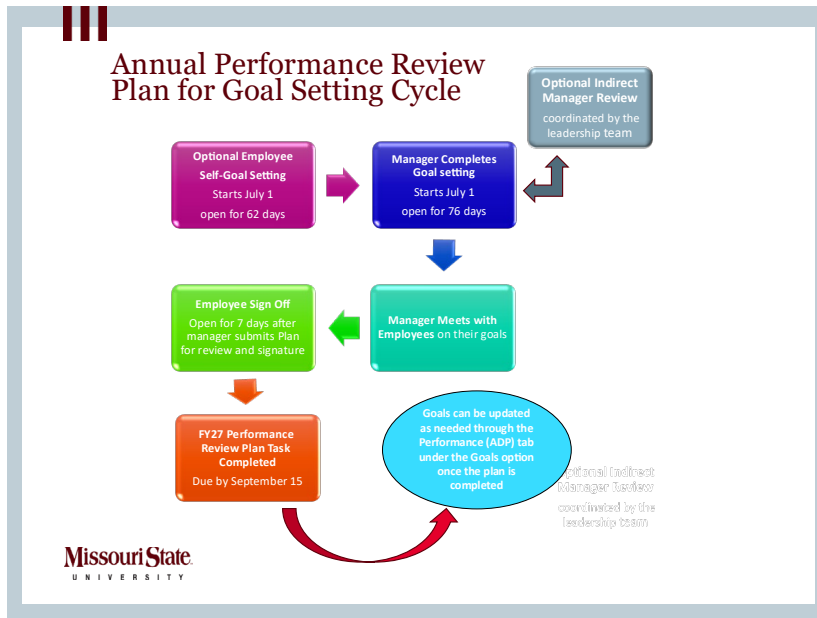 Annual Performance Review
Plan for Goal Setting Cycle
Optional Indirect
Manager Review
coordinated by the
leadership team
Optional Employee
Self-Goal Setting
Starts July 1
open for 62 days
Manager Completes
Goal setting
Starts July 1
open for 76 days
Employee Sign Off
Open for 7 days after
manager submits Plan
for review and signature
Manager Meets with
Employees on their goals
FY27 Performance
Review Plan Task
Completed
Due by September 15
Goals can be updated
as needed through the
Performance (ADP) tab
under the Goals option
once the plan is
completed
Optional Indirect
Manager Review
coordinated by the
leadership team
Missouri State
UNIVERSITY